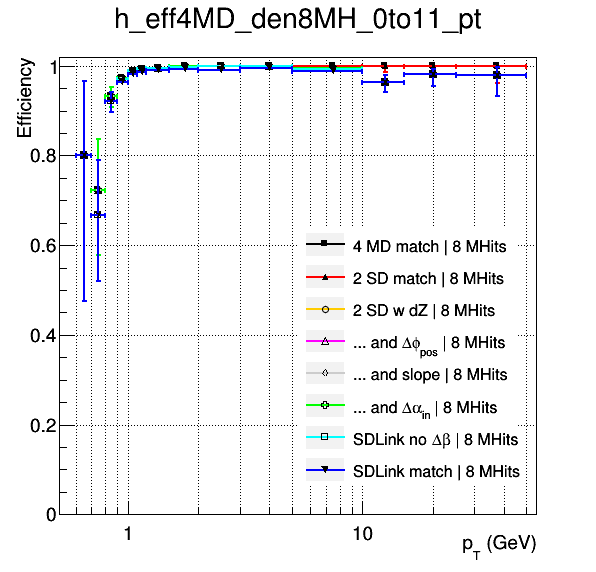 h_eff4MD_den8MH_0to11_pt
Efficiency
1
0.8
0.6
0.4
0.2
0
4 MD match | 8 MHits
2 SD match | 8 MHits
2 SD w dZ | 8 MHits
... and Δϕpos | 8 MHits
... and slope | 8 MHits
... and Δαin | 8 MHits
SDLink no Δβ | 8 MHits
SDLink match | 8 MHits
1 10
pT (GeV)